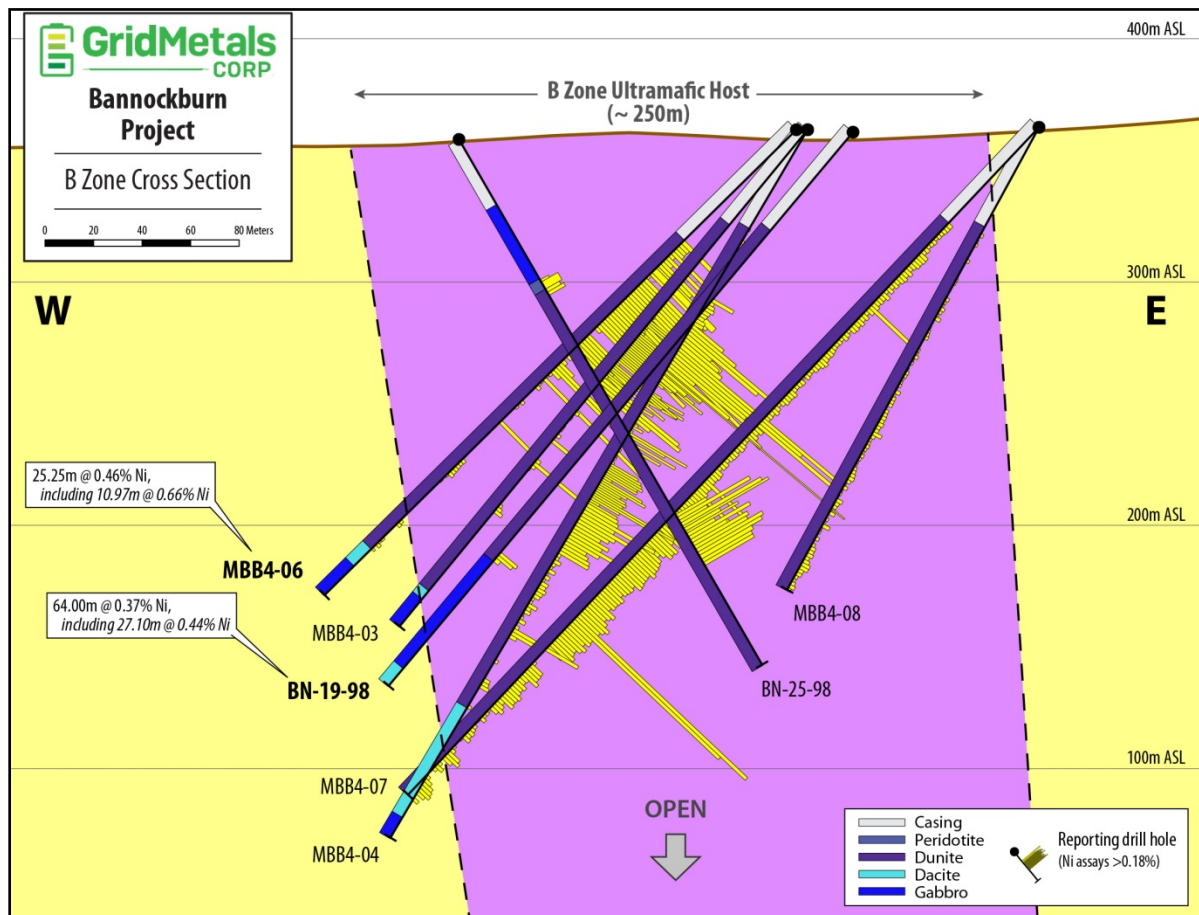 GridMetals
CORP.
Bannockburn
Project
B Zone Cross Section
0 20 40 60 80 Meters
400m ASL
B Zone Ultramafic Host
(~ 250m)
300m ASL
W
E
200m ASL
25.25m @ 0.46% Ni,
including 10.97m @ 0.66% Ni
MBB4-06
64.00m @ 0.37% Ni,
including 27.10m @ 0.44% Ni
MBB4-03
BN-19-98
MBB4-08
BN-25-98
100m ASL
MBB4-07
MBB4-04
OPEN
Casing
Peridotite
Dunite
Dacite
Gabbro
Reporting drill hole
(Ni assays >0.18%)